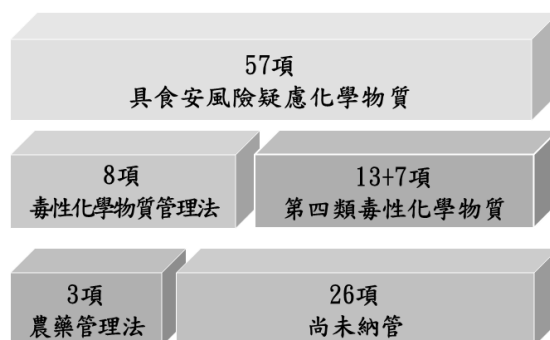 57項
具食安風險疑慮化學物質
8項
毒性化學物質管理法
13+7項
第四類毒性化學物質
3項
農藥管理法
26項
尚未納管